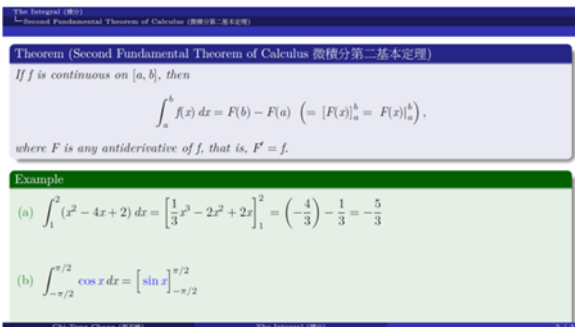 The Integral (積分)
Second Fundamental Theorem of Calculus (微積分第二基本定理)
Theorem (Second Fundamental Theorem of Calculus 微積分第二基本定理)
If f is continuous on [a, b], then
∫_a^b f(x) dx = F(b) − F(a) (= [F(x)]_a^b = F(x)|_a^b),
where F is any antiderivative of f, that is, F′ = f.
Example
(a) ∫_1^2 (x² − 4x + 2) dx = [1/3 x³ − 2x² + 2x]_1^2 = (−4/3) − 1/3 = −5/3
(b) ∫_{−π/2}^{π/2} cos x dx = [sin x]_{−π/2}^{π/2}
The Integral (積分)